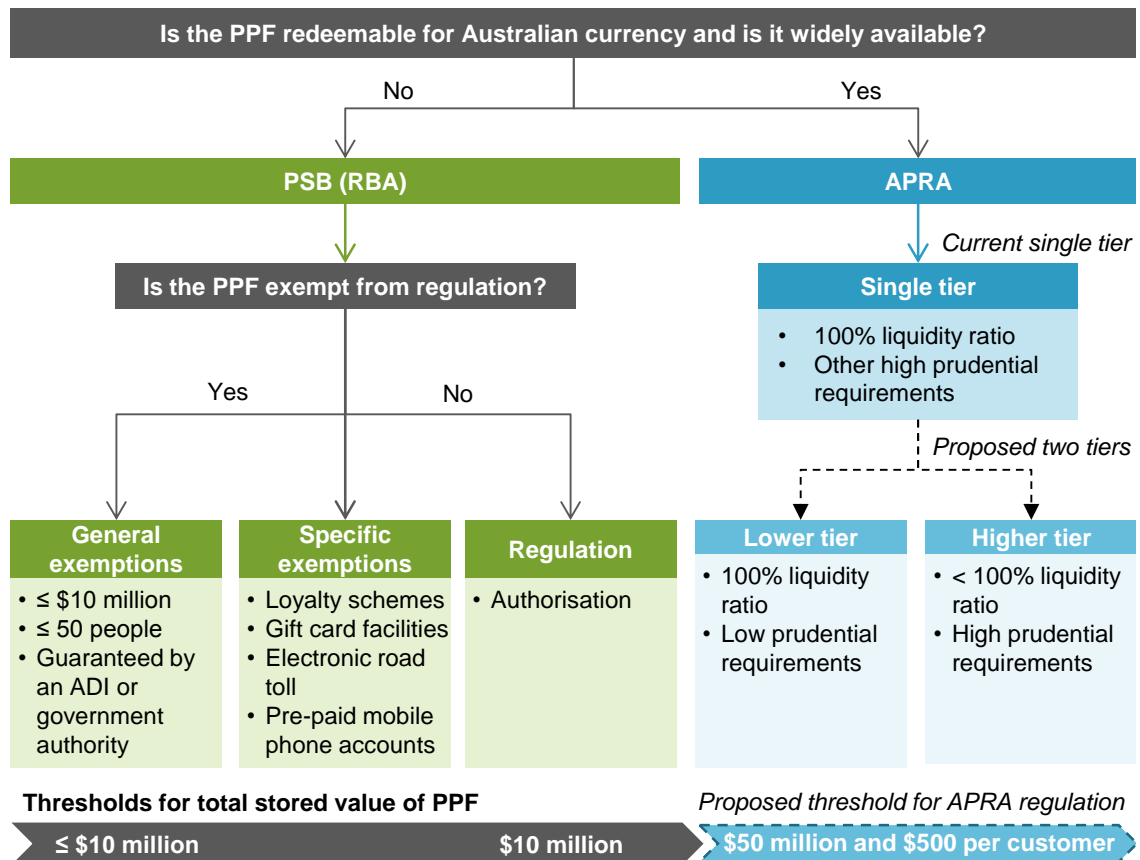 Is the PPF redeemable for Australian currency and is it widely available?
No
Yes
PSB (RBA)
APRA
Current single tier
Is the PPF exempt from regulation?
Single tier
• 100% liquidity ratio
• Other high prudential
requirements
Yes
No
Proposed two tiers
General
exemptions
• ≤ $10 million
• ≤ 50 people
• Guaranteed by
an ADI or
government
authority
Specific
exemptions
• Loyalty schemes
• Gift card facilities
• Electronic road
toll
• Pre-paid mobile
phone accounts
Regulation
• Authorisation
Lower tier
• 100% liquidity
ratio
• Low prudential
requirements
Higher tier
• < 100% liquidity
ratio
• High prudential
requirements
Thresholds for total stored value of PPF
Proposed threshold for APRA regulation
≤ $10 million
$10 million
$50 million and $500 per customer